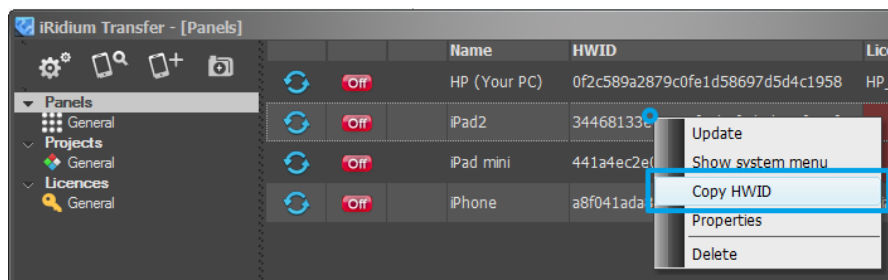 iRidium Transfer - [Panels]
Name HWID
Off HP (Your PC) 0f2c589a2879c0fe1d58697d5d4c1958
Panels
General
Off iPad2
Projects
General
Off iPad mini
Licences
General
Off iPhone
Update
Show system menu
Copy HWID
Properties
Delete